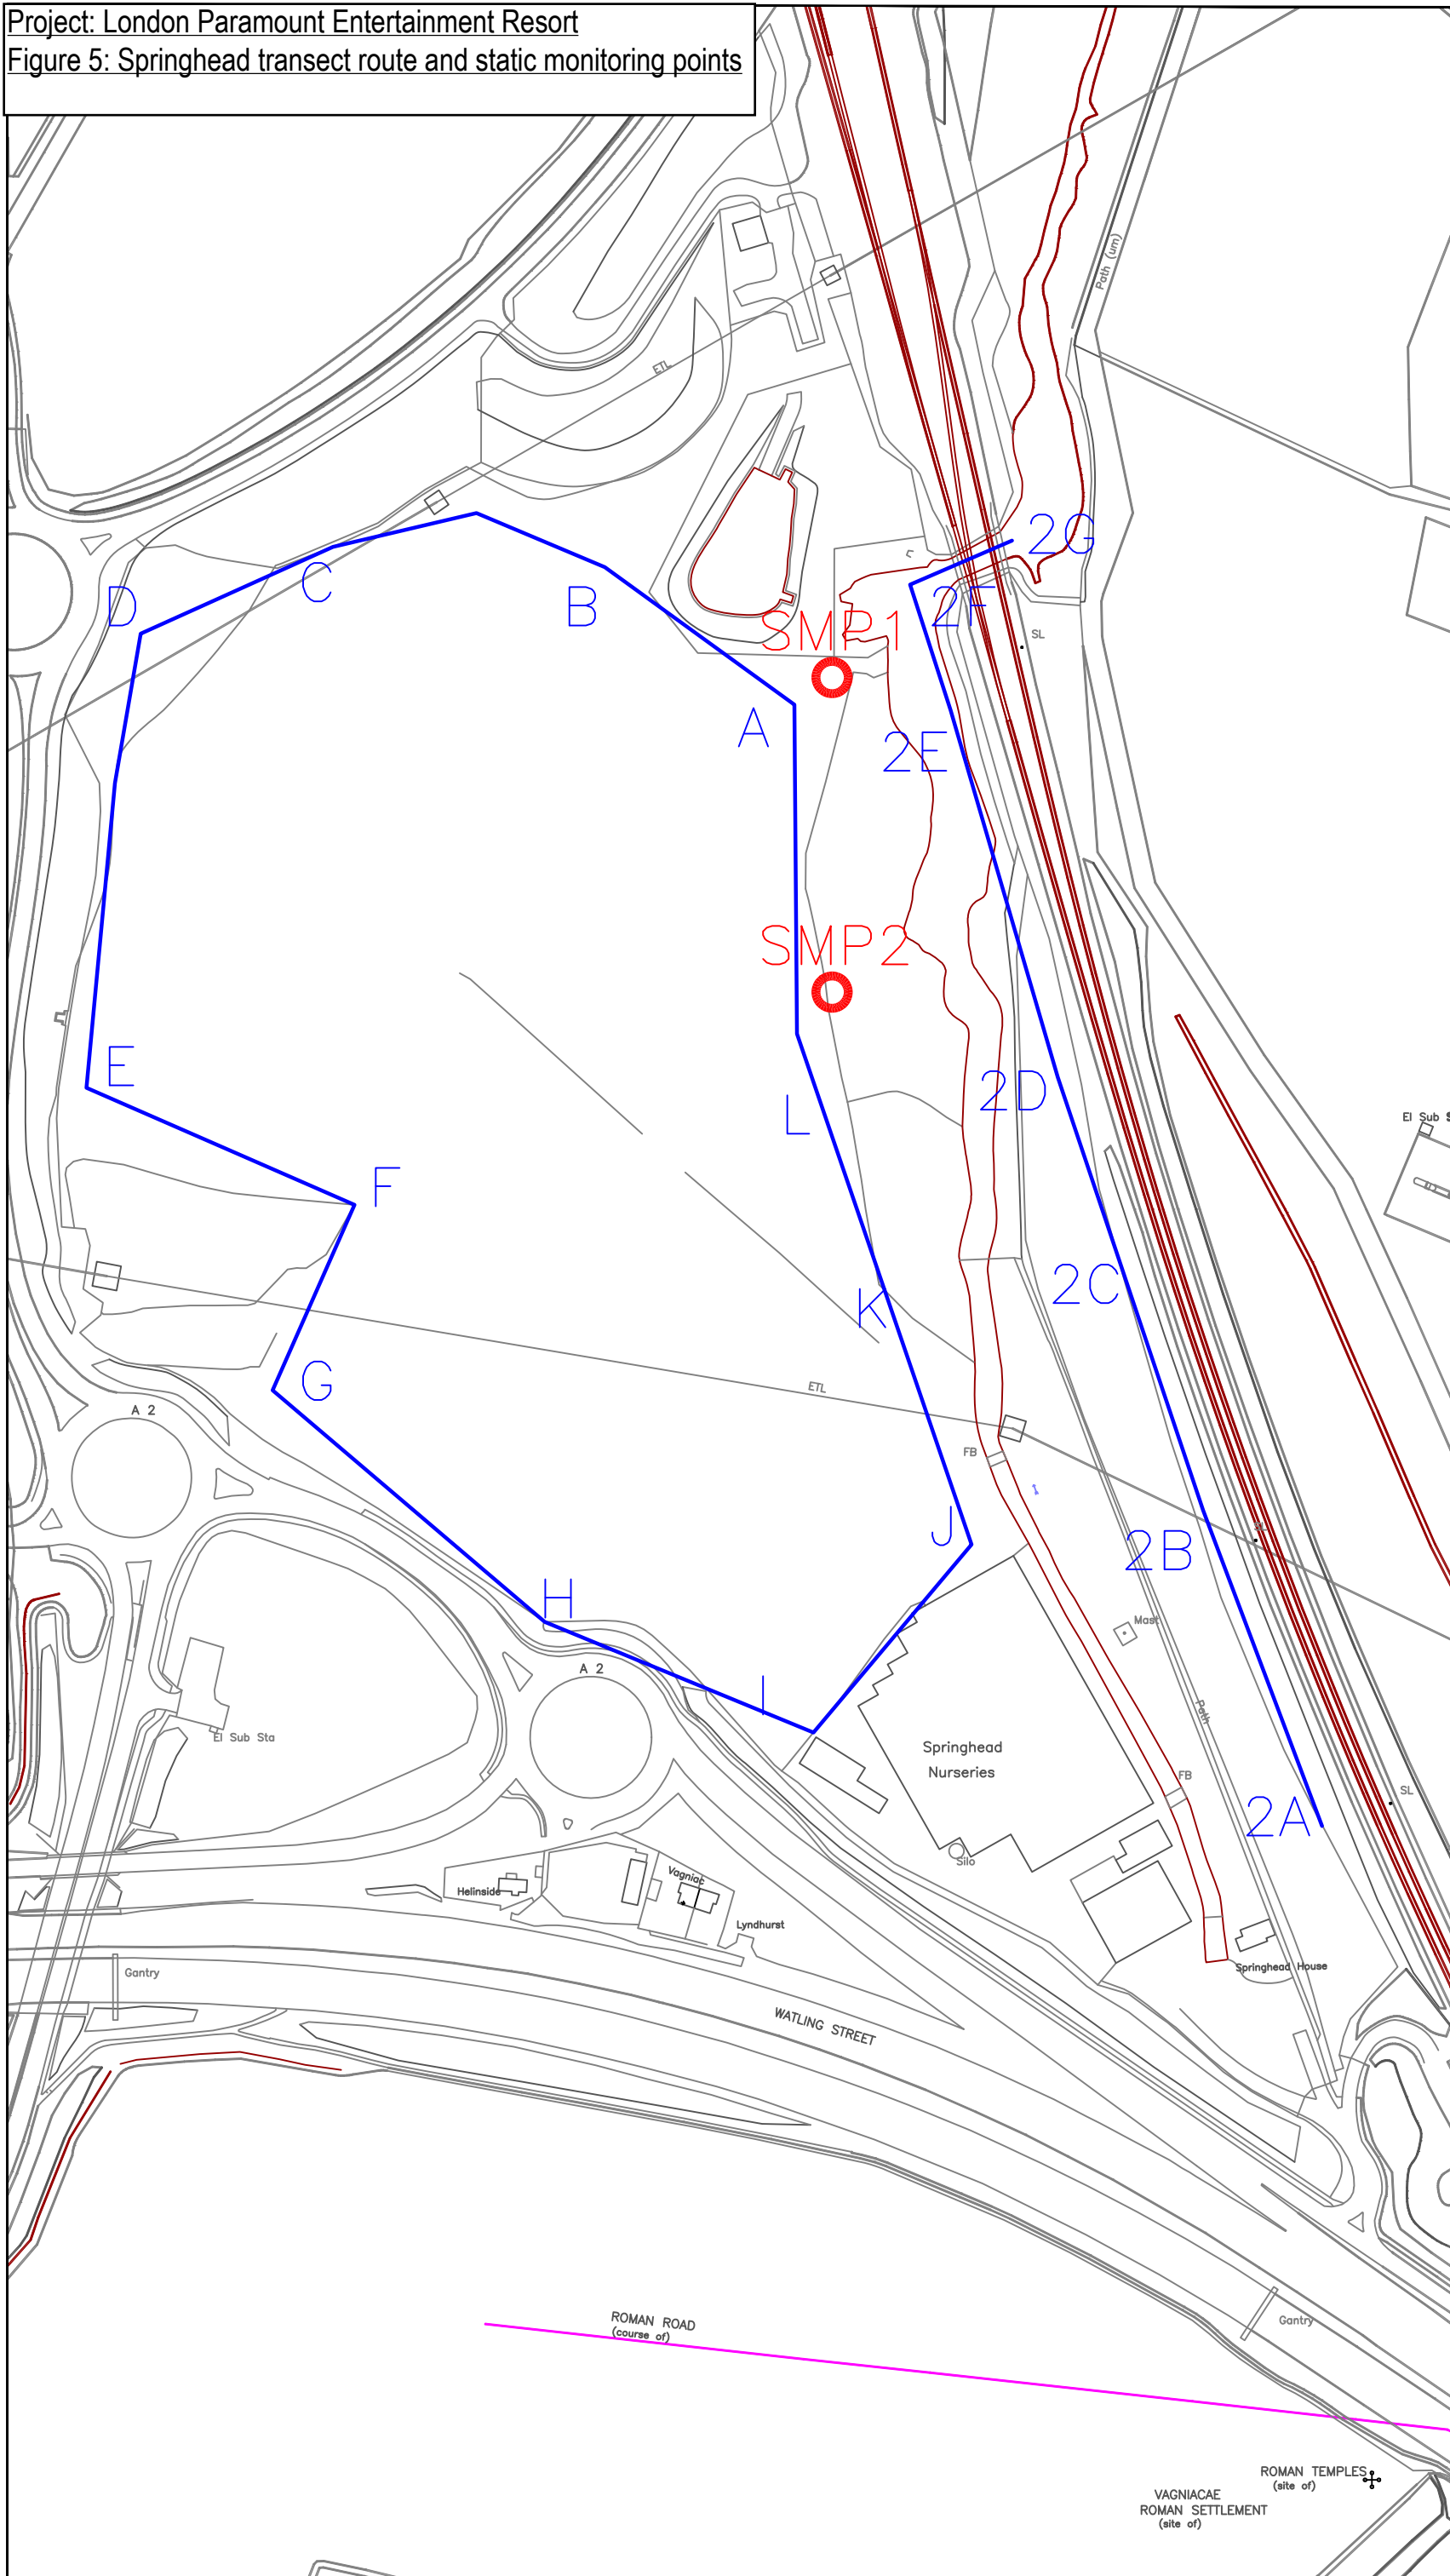 Project: London Paramount Entertainment Resort
Figure 5: Springhead transect route and static monitoring points
Path (um)
ETL
2G
C
D
B
2F
SMP1
SL
A
2E
SMP2
E
2D
L
El Sub S
F
2C
K
G
ETL
A 2
FB
J
2B
H
Mast
A 2
I
Path
El Sub Sta
Springhead
Nurseries
FB
SL
2A
Silo
Vagniac
Helinside
Lyndhurst
Springhead House
Gantry
WATLING STREET
Gantry
ROMAN ROAD
(course of)
ROMAN TEMPLES
(site of)
VAGNIACAE
ROMAN SETTLEMENT
(site of)